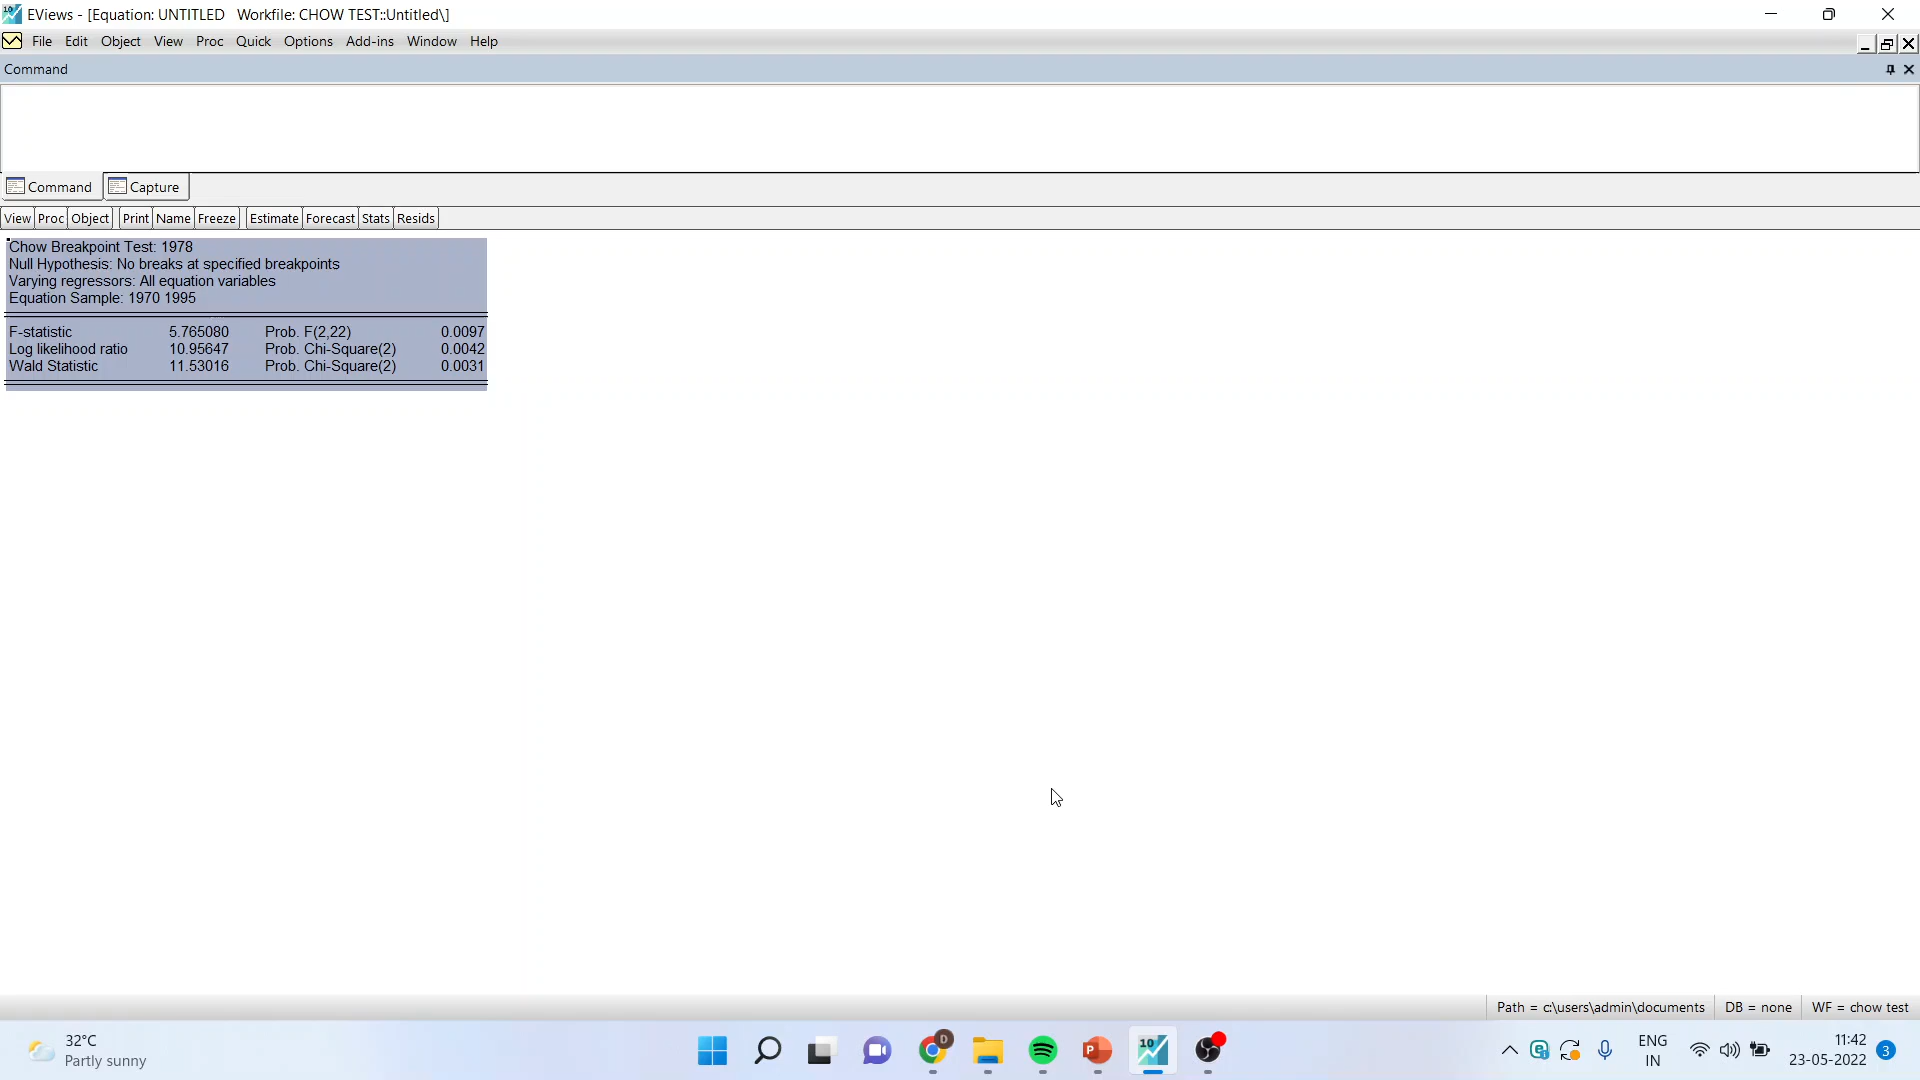 EViews - [Equation: UNTITLED   Workfile: CHOW TEST::Untitled\]
File Edit Object View Proc Quick Options Add-ins Window Help
Command
Command Capture
View Proc Object Print Name Freeze Estimate Forecast Stats Resids
Chow Breakpoint Test: 1978
Null Hypothesis: No breaks at specified breakpoints
Varying regressors: All equation variables
Equation Sample: 1970 1995
F-statistic 5.765080 Prob. F(2,22) 0.0097
Log likelihood ratio 10.95647 Prob. Chi-Square(2) 0.0042
Wald Statistic 11.53016 Prob. Chi-Square(2) 0.0031
Path = c:\users\admin\documents DB = none WF = chow test
32°C
Partly sunny
D
P
10
ENG
IN
11:42
23-05-2022
3